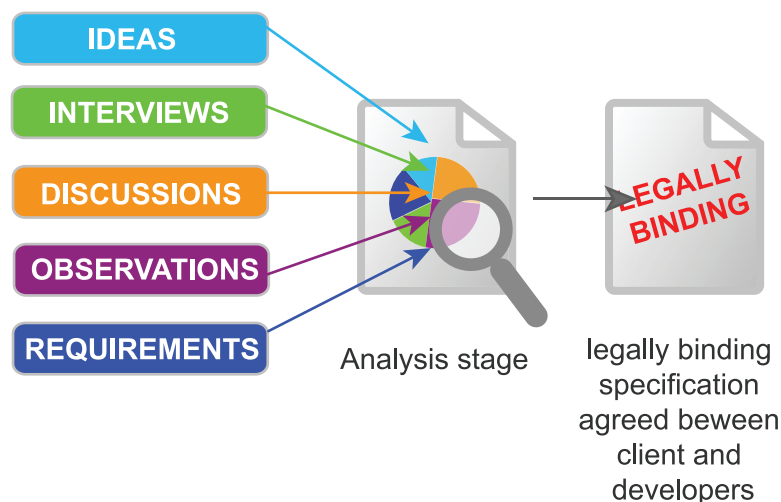 IDEAS
INTERVIEWS
DISCUSSIONS
OBSERVATIONS
REQUIREMENTS
Analysis stage
LEGALLY
BINDING
legally binding
specification
agreed beween
client and
developers